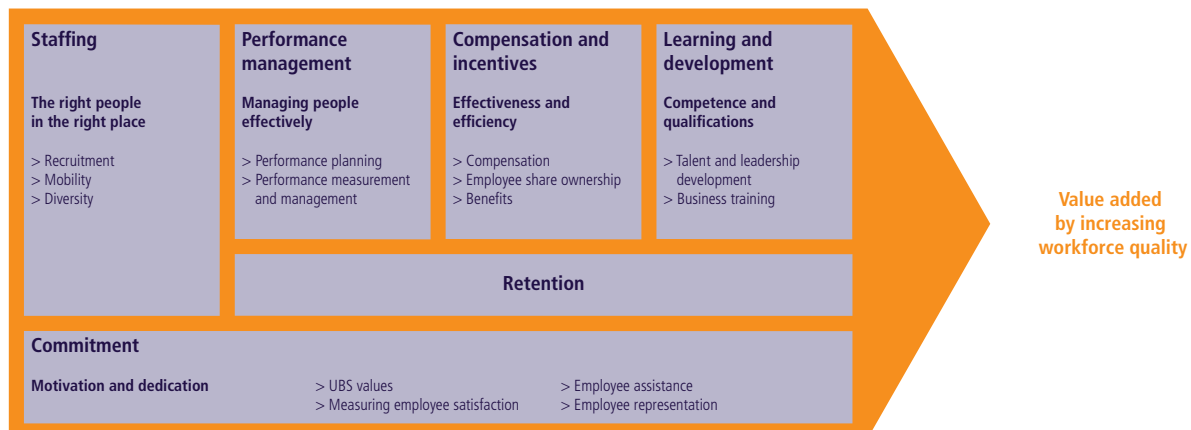 Staffing
The right people
in the right place
> Recruitment
> Mobility
> Diversity
Performance
management
Managing people
effectively
> Performance planning
> Performance measurement
and management
Compensation and
incentives
Effectiveness and
efficiency
> Compensation
> Employee share ownership
> Benefits
Learning and
development
Competence and
qualifications
> Talent and leadership
development
> Business training
Retention
Commitment
Motivation and dedication
> UBS values
> Measuring employee satisfaction
> Employee assistance
> Employee representation
Value added
by increasing
workforce quality